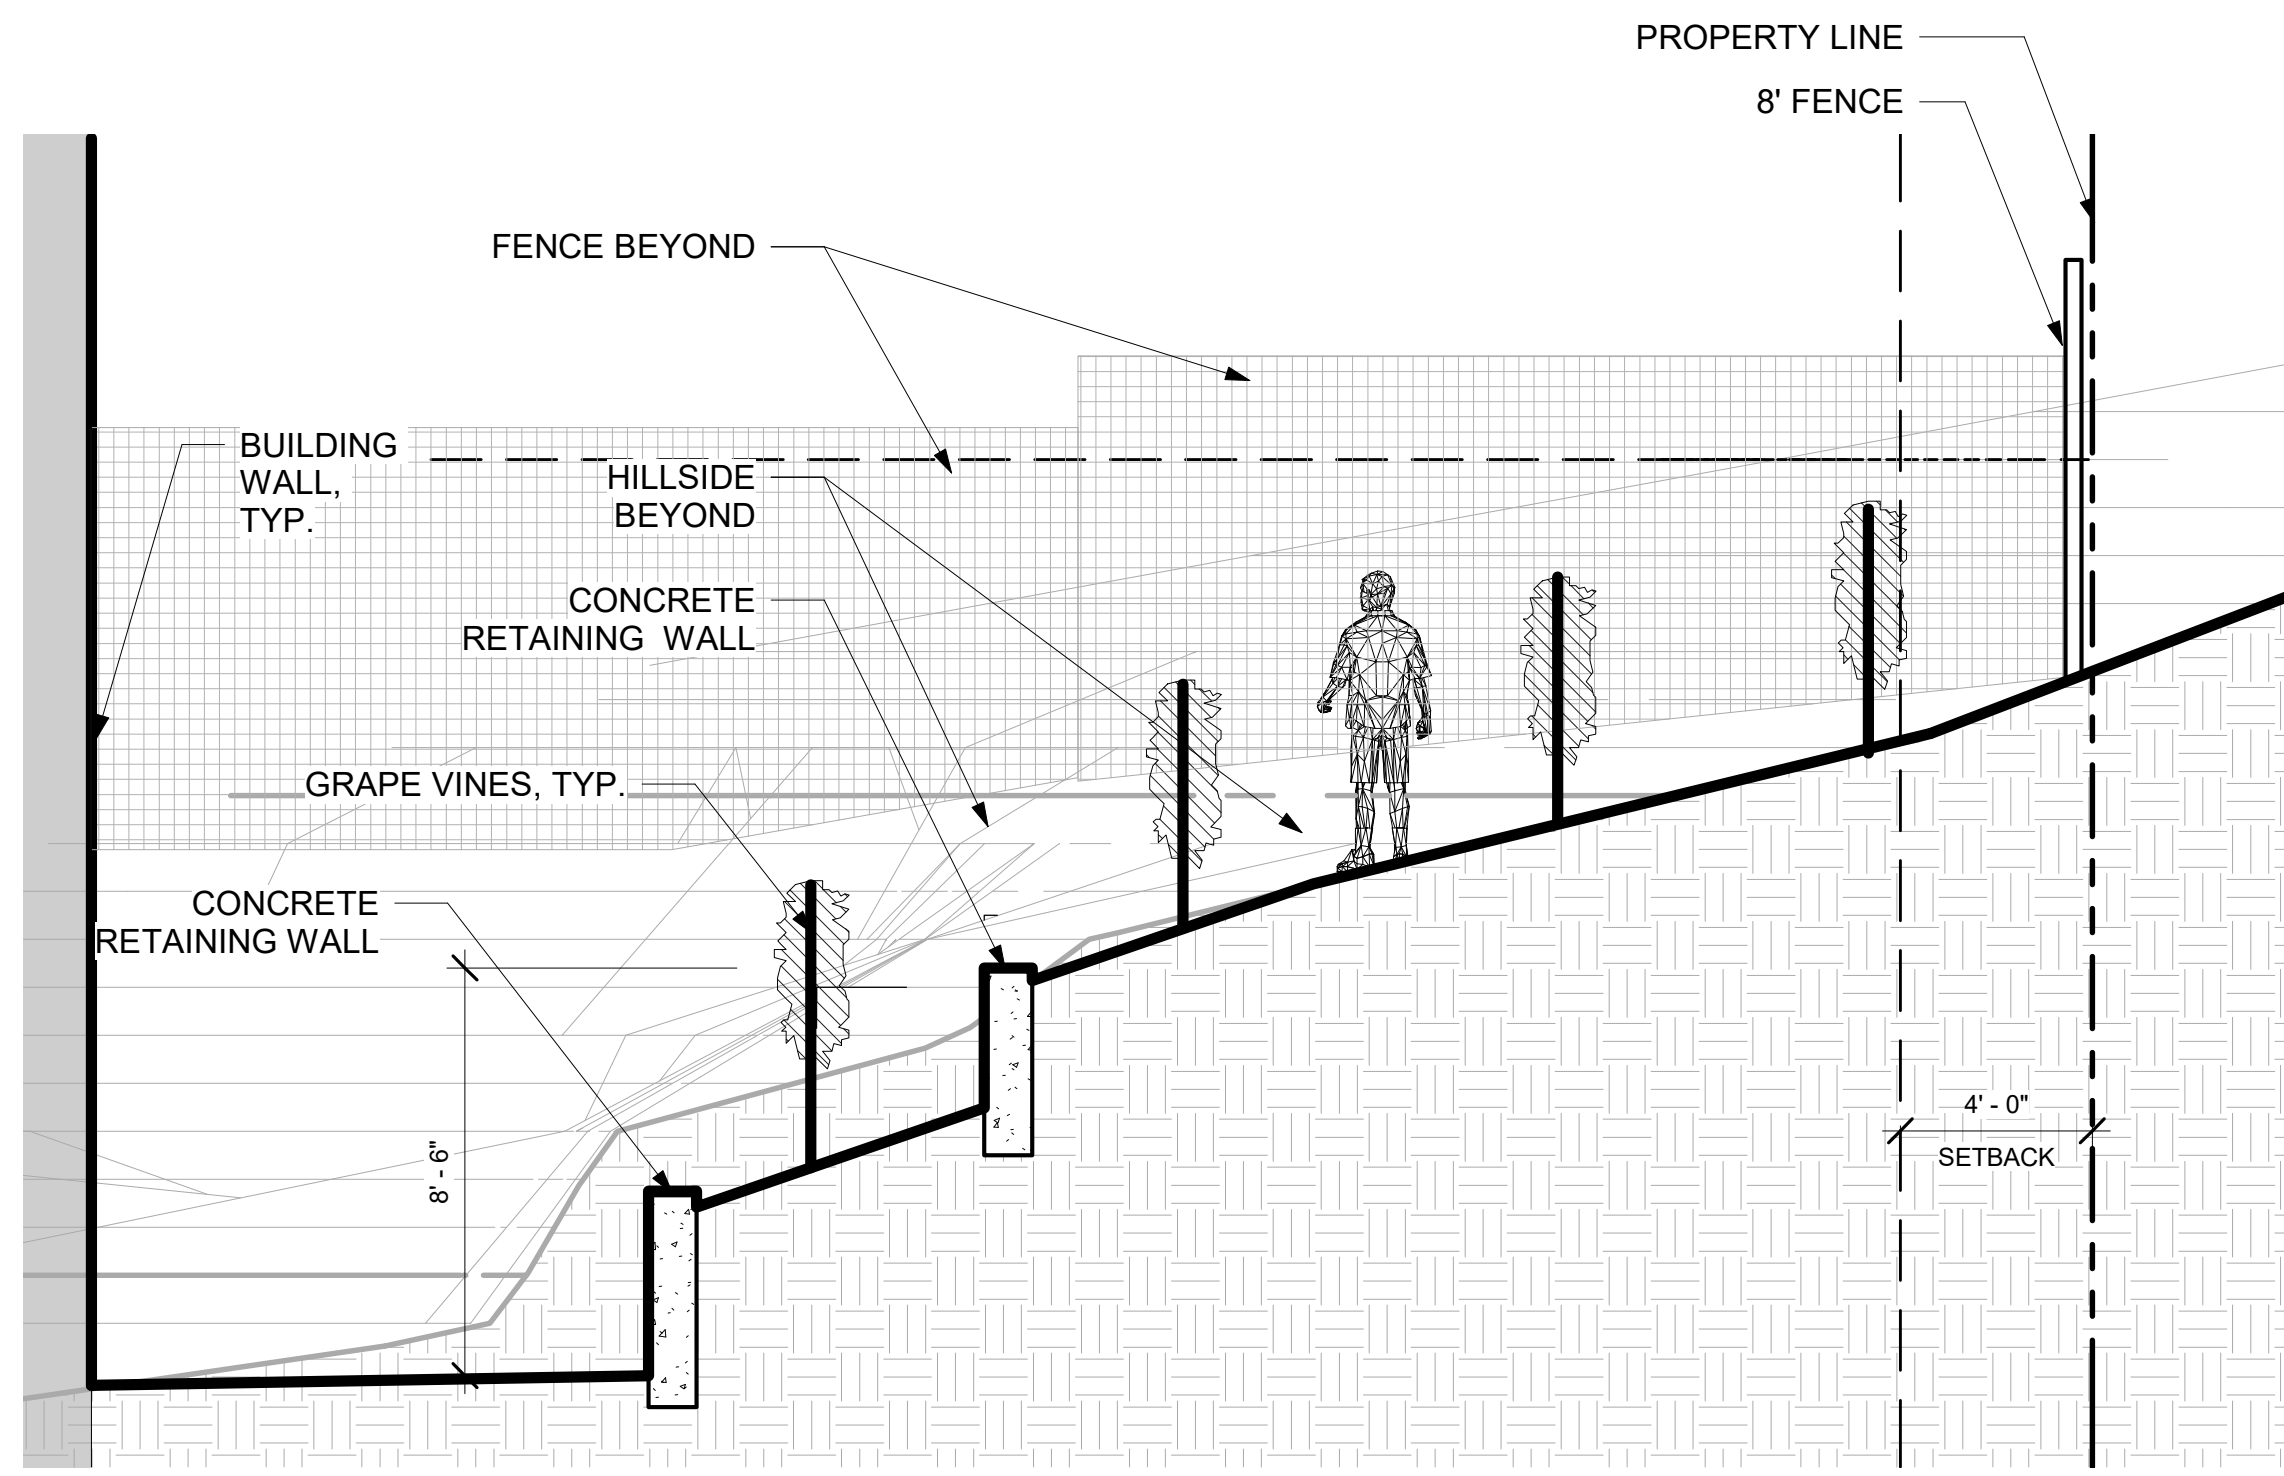 PROPERTY LINE
8' FENCE
FENCE BEYOND
BUILDING
WALL,
TYP.
HILLSIDE
BEYOND
CONCRETE
RETAINING WALL
GRAPE VINES, TYP.
CONCRETE
RETAINING WALL
8' - 6"
4' - 0"
SETBACK